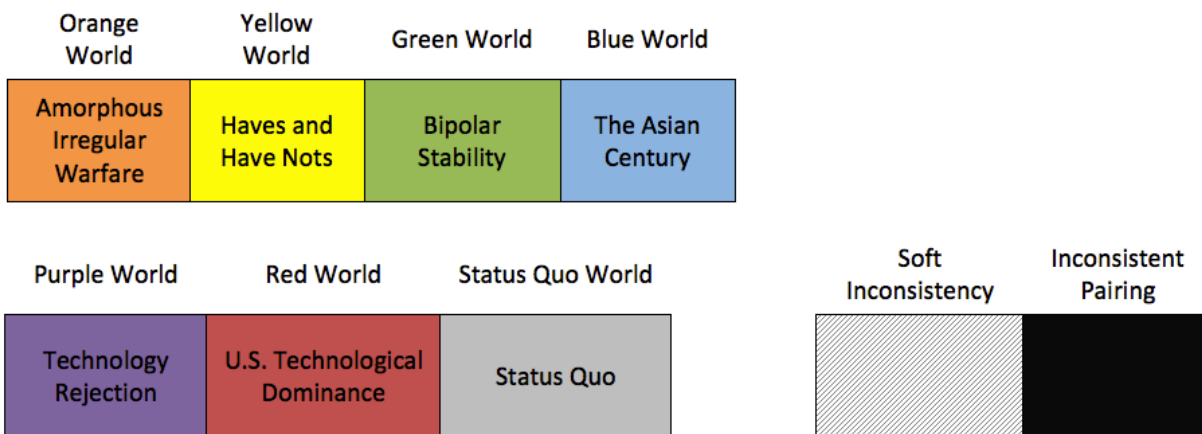 Orange
World
Yellow
World
Green World
Blue World
Amorphous
Irregular
Warfare
Haves and
Have Nots
Bipolar
Stability
The Asian
Century
Purple World
Red World
Status Quo World
Soft
Inconsistency
Inconsistent
Pairing
Technology
Rejection
U.S. Technological
Dominance
Status Quo